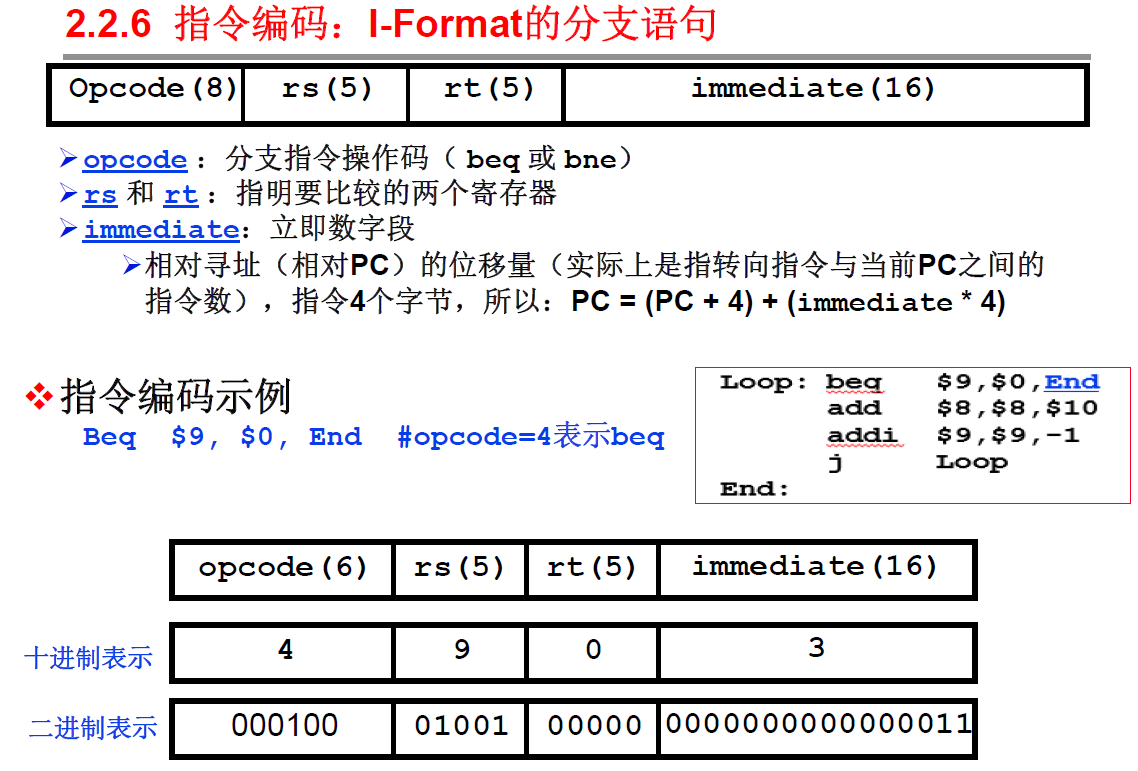 2.2.6 指令编码：I-Format的分支语句
Opcode(8) rs(5) rt(5) immediate(16)
opcode ：分支指令操作码（ beq 或 bne）
rs 和 rt ：指明要比较的两个寄存器
immediate：立即数字段
相对寻址（相对PC）的位移量（实际上是指转向指令与当前PC之间的
指令数），指令4个字节，所以：PC = (PC + 4) + (immediate * 4)
指令编码示例
Beq $9, $0, End #opcode=4表示beq
Loop: beq $9,$0,End
add $8,$8,$10
addi $9,$9,-1
j Loop
End:
opcode(6) rs(5) rt(5) immediate(16)
十进制表示 4 9 0 3
二进制表示 000100 01001 00000 0000000000000011